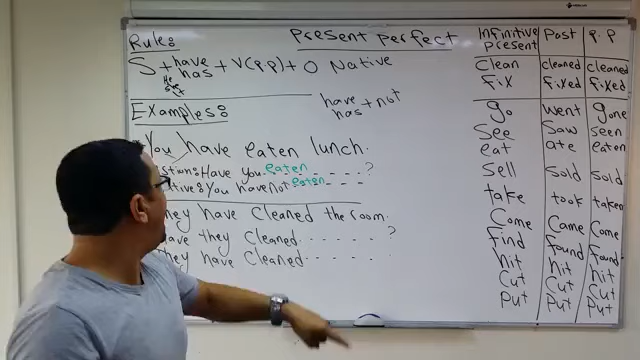 Rule: Present perfect
S + have has + V(p.p) + O Native
He
She
It
have has + not
Examples:
You have eaten lunch.
Have you eaten - - - - ?
You have not eaten - - - -
They have cleaned the room.
Have they cleaned . . . . . . ?
They have cleaned . . . . . .
Infinitive present Past P.P
Clean cleaned cleaned
fix fixed fixed
go went gone
See Saw seen
eat ate eaten
sell sold sold
take took taken
Come Came Come
find found found
hit hit hit
Cut Cut Cut
Put Put Put